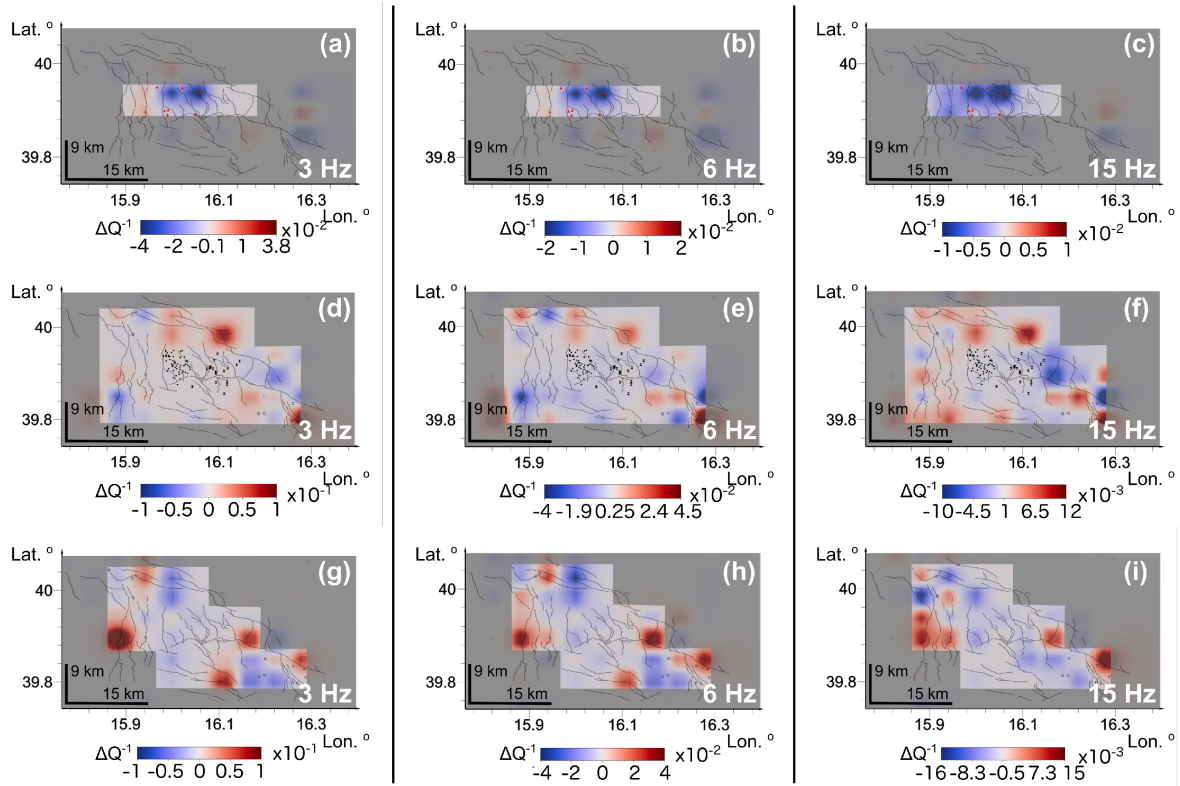 Lat. º
(a)
40
39.8
9 km
15 km
3 Hz
15.9 16.1 16.3
Lon. º
ΔQ⁻¹
x10⁻²
-4 -2 -0.1 1 3.8
Lat. º
(b)
40
39.8
9 km
15 km
6 Hz
15.9 16.1 16.3
Lon. º
ΔQ⁻¹
x10⁻²
-2 -1 0 1 2
Lat. º
(c)
40
39.8
9 km
15 km
15 Hz
15.9 16.1 16.3
Lon. º
ΔQ⁻¹
x10⁻²
-1 -0.5 0 0.5 1
Lat. º
(d)
40
39.8
9 km
15 km
3 Hz
15.9 16.1 16.3
Lon. º
ΔQ⁻¹
x10⁻¹
-1 -0.5 0 0.5 1
Lat. º
(e)
40
39.8
9 km
15 km
6 Hz
15.9 16.1 16.3
Lon. º
ΔQ⁻¹
x10⁻²
-4 -1.9 0.25 2.4 4.5
Lat. º
(f)
40
39.8
9 km
15 km
15 Hz
15.9 16.1 16.3
Lon. º
ΔQ⁻¹
x10⁻³
-10 -4.5 1 6.5 12
Lat. º
(g)
40
39.8
9 km
15 km
3 Hz
15.9 16.1 16.3
Lon. º
ΔQ⁻¹
x10⁻¹
-1 -0.5 0 0.5 1
Lat. º
(h)
40
39.8
9 km
15 km
6 Hz
15.9 16.1 16.3
Lon. º
ΔQ⁻¹
x10⁻²
-4 -2 0 2 4
Lat. º
(i)
40
39.8
9 km
15 km
15 Hz
15.9 16.1 16.3
Lon. º
ΔQ⁻¹
x10⁻³
-16 -8.3 -0.5 7.3 15